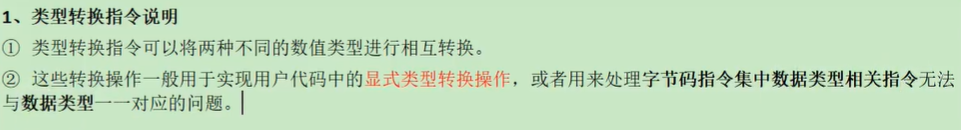 1、类型转换指令说明
① 类型转换指令可以将两种不同的数值类型进行相互转换。
② 这些转换操作一般用于实现用户代码中的显式类型转换操作，或者用来处理字节码指令集中数据类型相关指令无法
与数据类型一一对应的问题。